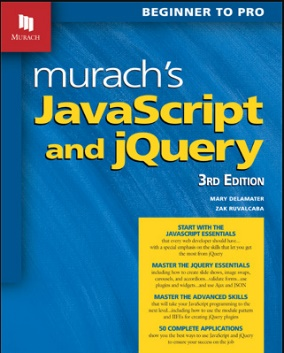 BEGINNER TO PRO
MURACH
murach's
JavaScript
and jQuery
3RD EDITION
MARY DELAMATER
ZAK RUVALCABA
START WITH THE
JAVASCRIPT ESSENTIALS
that every web developer should have...
with a special emphasis on the skills that let you get
the most from jQuery
MASTER THE JQUERY ESSENTIALS
including how to create slide shows, image swaps,
carousels, and accordions...validate forms...use
plugins and widgets...and use Ajax and JSON
MASTER THE ADVANCED SKILLS
that will take your JavaScript programming to the
next level...including how to use the module pattern
and IIFEs for creating jQuery plugins
50 COMPLETE APPLICATIONS
show you the best ways to use JavaScript and jQuery
to ensure your success on the job